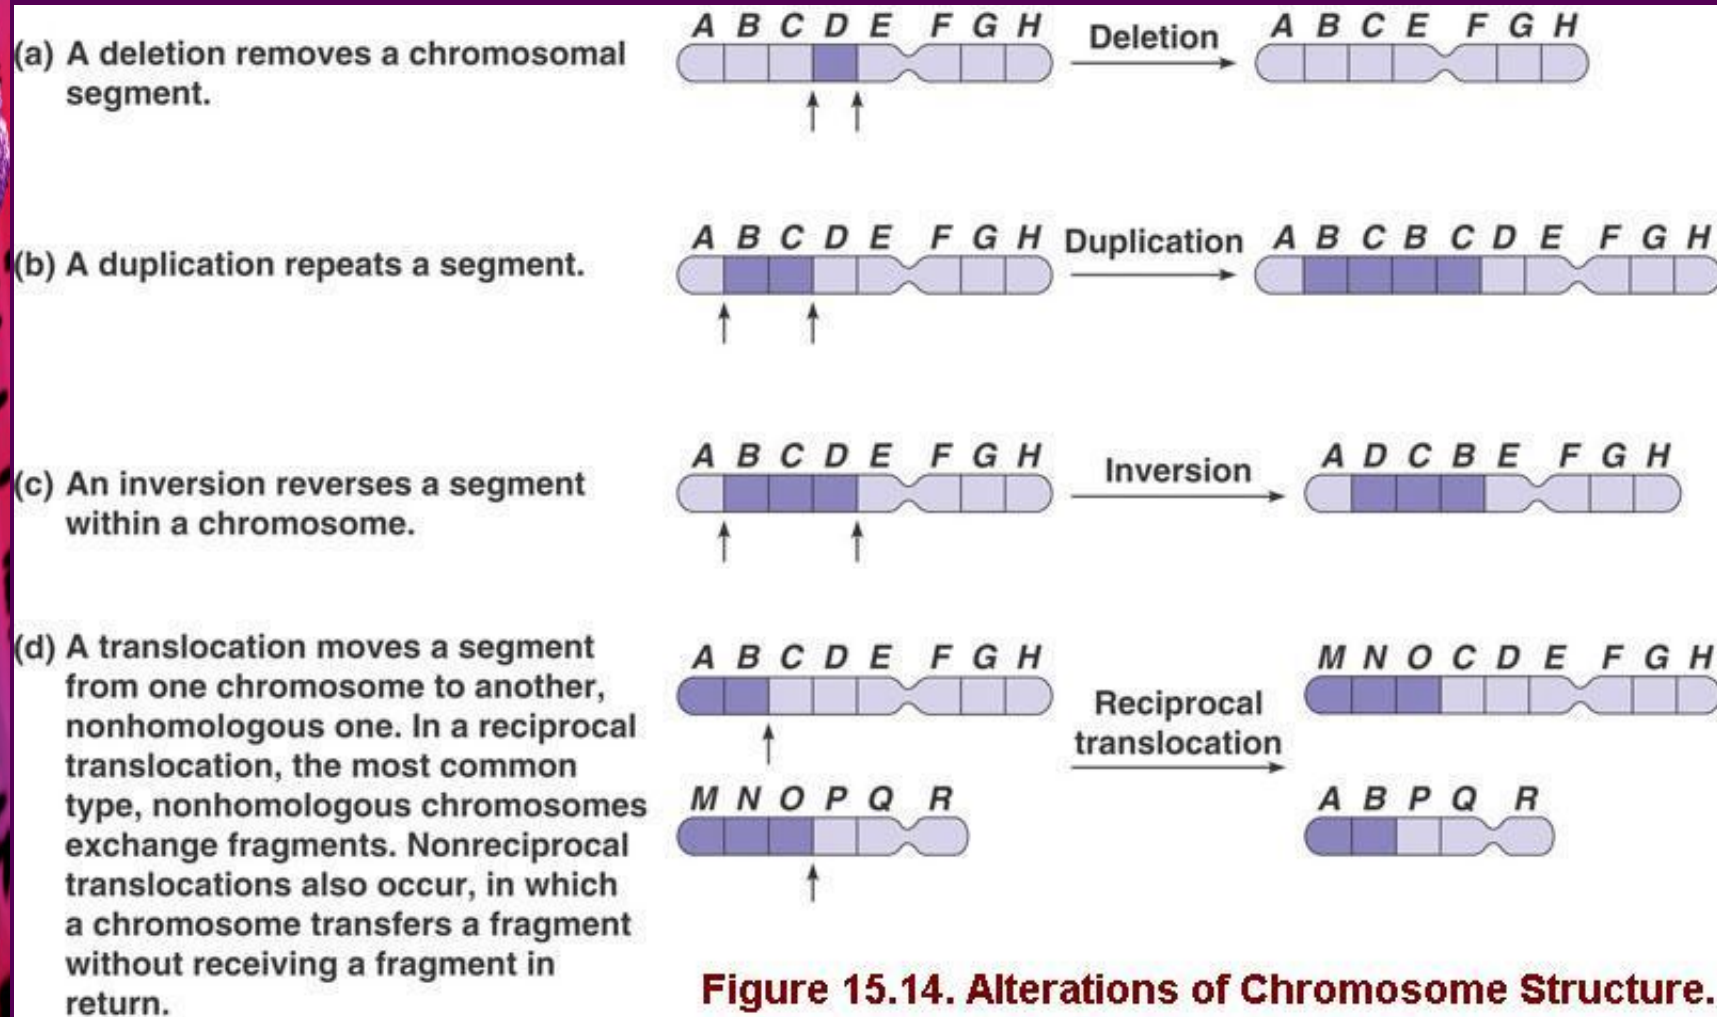 (a) A deletion removes a chromosomal
segment.
A B C D E F G H
Deletion
A B C E F G H
(b) A duplication repeats a segment.
A B C D E F G H
Duplication
A B C B C D E F G H
(c) An inversion reverses a segment
within a chromosome.
A B C D E F G H
Inversion
A D C B E F G H
(d) A translocation moves a segment
from one chromosome to another,
nonhomologous one. In a reciprocal
translocation, the most common
type, nonhomologous chromosomes
exchange fragments. Nonreciprocal
translocations also occur, in which
a chromosome transfers a fragment
without receiving a fragment in
return.
A B C D E F G H
M N O P Q R
Reciprocal
translocation
M N O C D E F G H
A B P Q R
Figure 15.14. Alterations of Chromosome Structure.